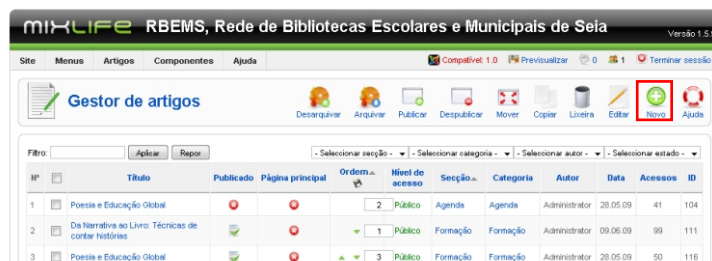 MIXLIFE RBEMS, Rede de Bibliotecas Escolares e Municipais de Seia
Versão 1.5.
Site Menus Artigos Componentes Ajuda Compatível: 1.0 Previsualizar 0 1 Terminar sessão
Gestor de artigos
Desarquivar Arquivar Publicar Despublicar Mover Copiar Lixeira Editar Novo Ajuda
Filtro: Aplicar Repor - Seleccionar secção - - Seleccionar categoria - - Seleccionar autor - - Seleccionar estado -
Nº Título Publicado Página principal Ordem Nível de acesso Secção Categoria Autor Data Acessos ID
1 Poesia e Educação Global 2 Público Agenda Agenda Administrator 28.05.09 41 104
2 Da Narrativa ao Livro: Técnicas de contar histórias 1 Público Formação Formação Administrator 09.06.09 99 111
3 Poesia e Educação Global 3 Público Formação Formação Administrator 28.05.09 50 116